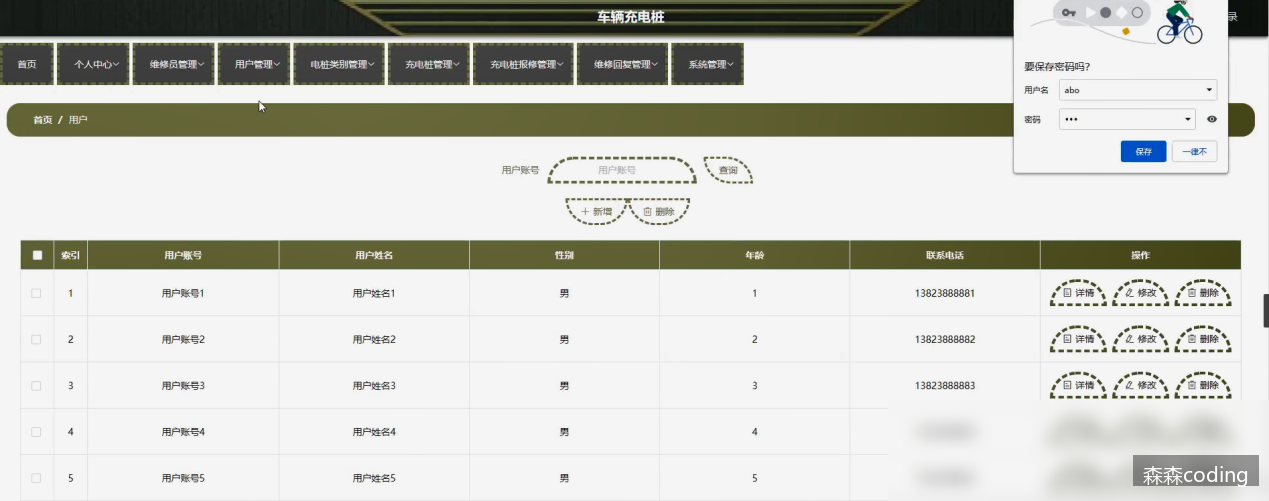 车辆充电桩
录
首页 个人中心 维修员管理 用户管理 电桩类别管理 充电桩管理 充电桩报修管理 维修回复管理 系统管理
要保存密码吗?
用户名 abo
密码 •••
保存 一律不
首页 / 用户
用户账号 用户账号 查询
+ 新增 删除
索引 用户账号 用户姓名 性别 年龄 联系电话 操作
1 用户账号1 用户姓名1 男 1 13823888881 详情 修改 删除
2 用户账号2 用户姓名2 男 2 13823888882 详情 修改 删除
3 用户账号3 用户姓名3 男 3 13823888883 详情 修改 删除
4 用户账号4 用户姓名4 男 4
5 用户账号5 用户姓名5 男 5
森森coding